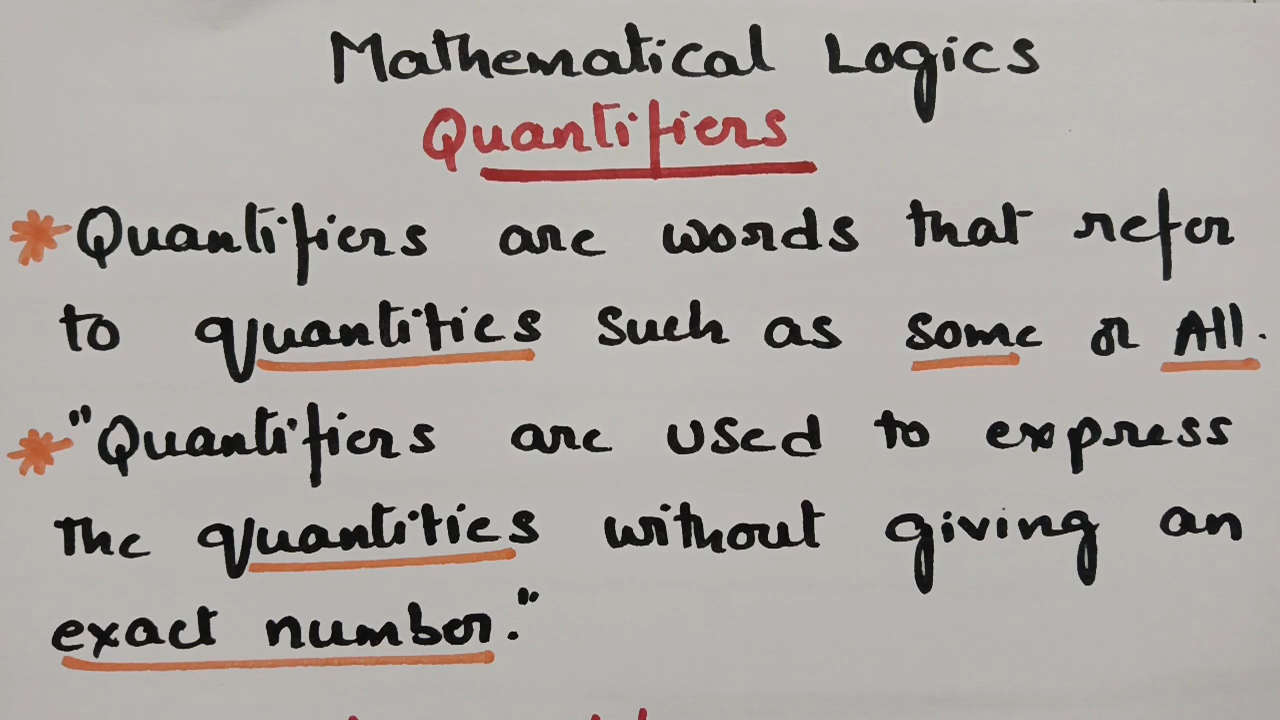 Mathematical Logics
Quantifiers
Quantifiers are words that refer
to quantities such as some or All.
"Quantifiers are used to express
the quantities without giving an
exact number."